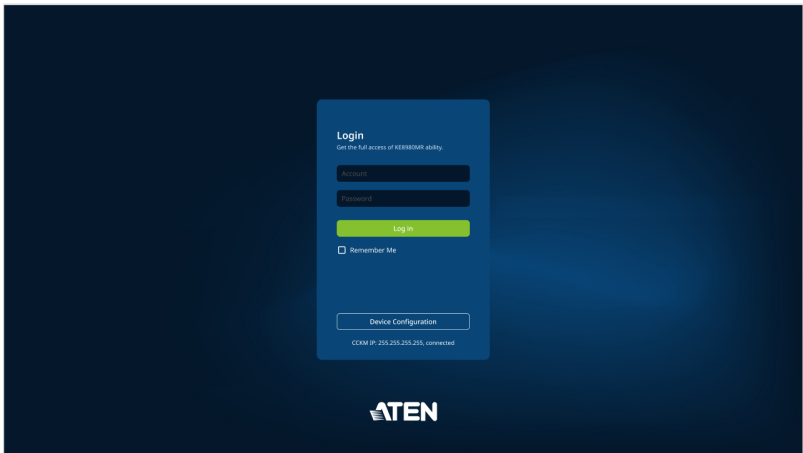 Login
Get the full access of KE8980MR ability.
Account
Password
Log in
Remember Me
Device Configuration
CCKM IP: 255.255.255.255, connected
ATEN